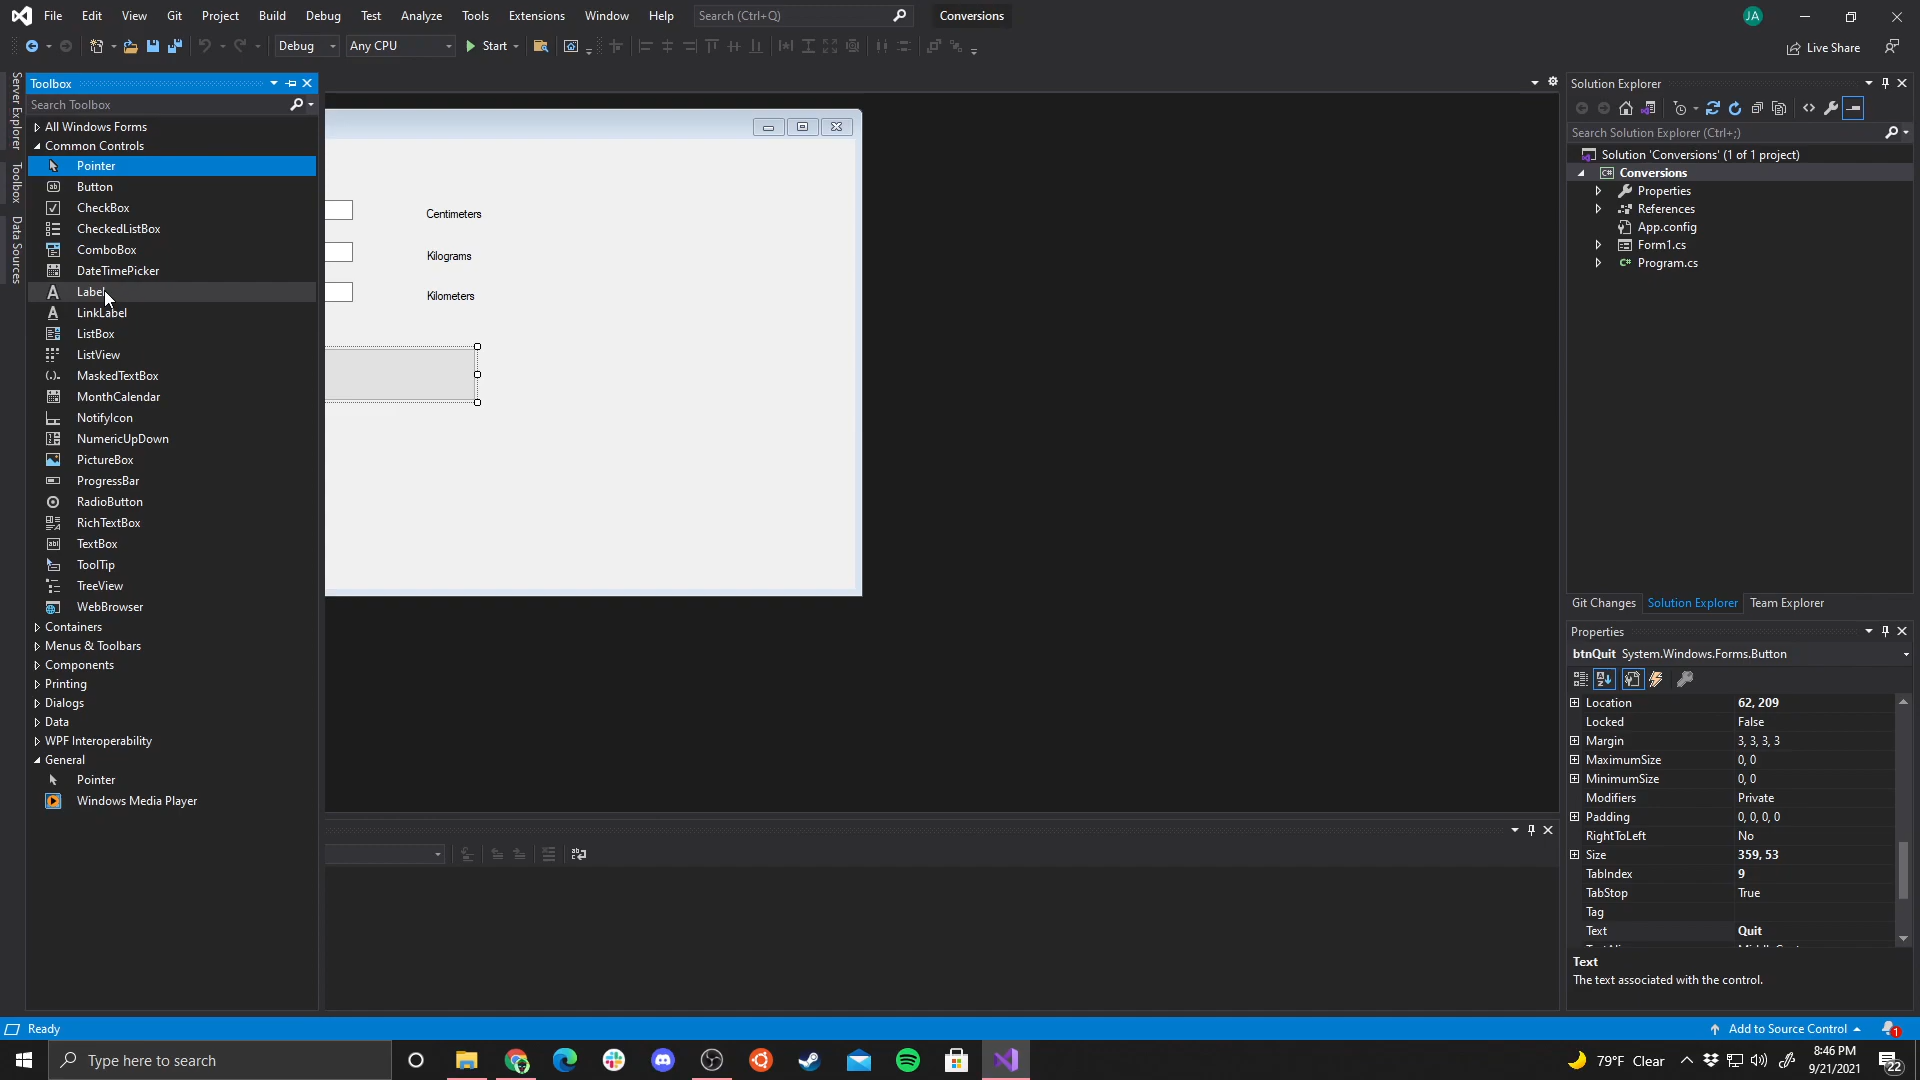 File Edit View Git Project Build Debug Test Analyze Tools Extensions Window Help Search (Ctrl+Q) Conversions JA
Debug Any CPU Start Live Share
Server Explorer
Toolbox
Data Sources
Toolbox
Search Toolbox
All Windows Forms
Common Controls
Pointer
Button
CheckBox
CheckedListBox
ComboBox
DateTimePicker
Label
LinkLabel
ListBox
ListView
MaskedTextBox
MonthCalendar
NotifyIcon
NumericUpDown
PictureBox
ProgressBar
RadioButton
RichTextBox
TextBox
ToolTip
TreeView
WebBrowser
Containers
Menus & Toolbars
Components
Printing
Dialogs
Data
WPF Interoperability
General
Pointer
Windows Media Player
Centimeters
Kilograms
Kilometers
Solution Explorer
Search Solution Explorer (Ctrl+;)
Solution 'Conversions' (1 of 1 project)
C# Conversions
Properties
References
App.config
Form1.cs
C# Program.cs
Git Changes Solution Explorer Team Explorer
Properties
btnQuit System.Windows.Forms.Button
Location 62, 209
Locked False
Margin 3, 3, 3, 3
MaximumSize 0, 0
MinimumSize 0, 0
Modifiers Private
Padding 0, 0, 0, 0
RightToLeft No
Size 359, 53
TabIndex 9
TabStop True
Tag
Text Quit
Text
The text associated with the control.
Ready Add to Source Control 1
Type here to search 79°F Clear 8:46 PM
9/21/2021 22